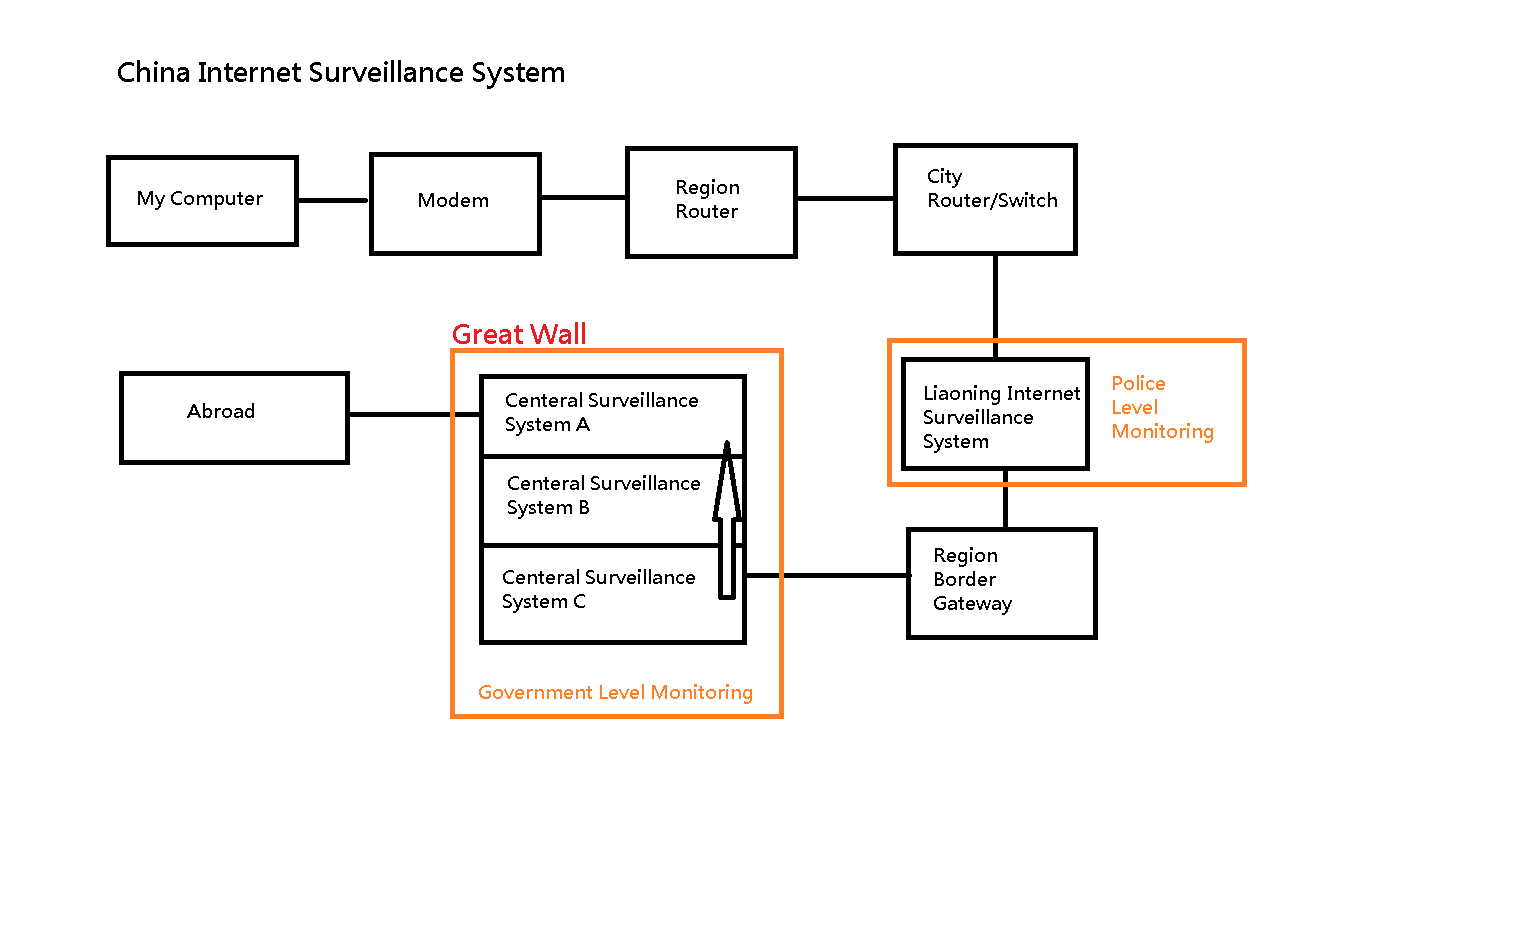 China Internet Surveillance System
My Computer
Modem
Region
Router
City
Router/Switch
Great Wall
Abroad
Centeral Surveillance
System A
Centeral Surveillance
System B
Centeral Surveillance
System C
Government Level Monitoring
Liaoning Internet
Surveillance
System
Police
Level
Monitoring
Region
Border
Gateway